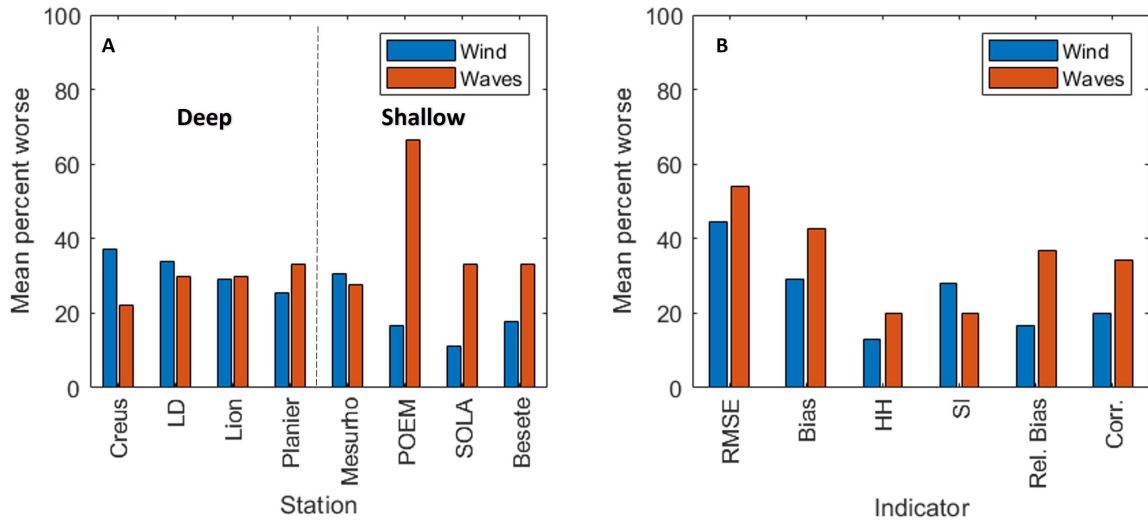 A
Wind
Waves
Deep
Shallow
Mean percent worse
100
80
60
40
20
0
Creus
LD
Lion
Planier
Mesurho
POEM
SOLA
Besete
Station
B
Wind
Waves
Mean percent worse
100
80
60
40
20
0
RMSE
Bias
HH
SI
Rel. Bias
Corr.
Indicator